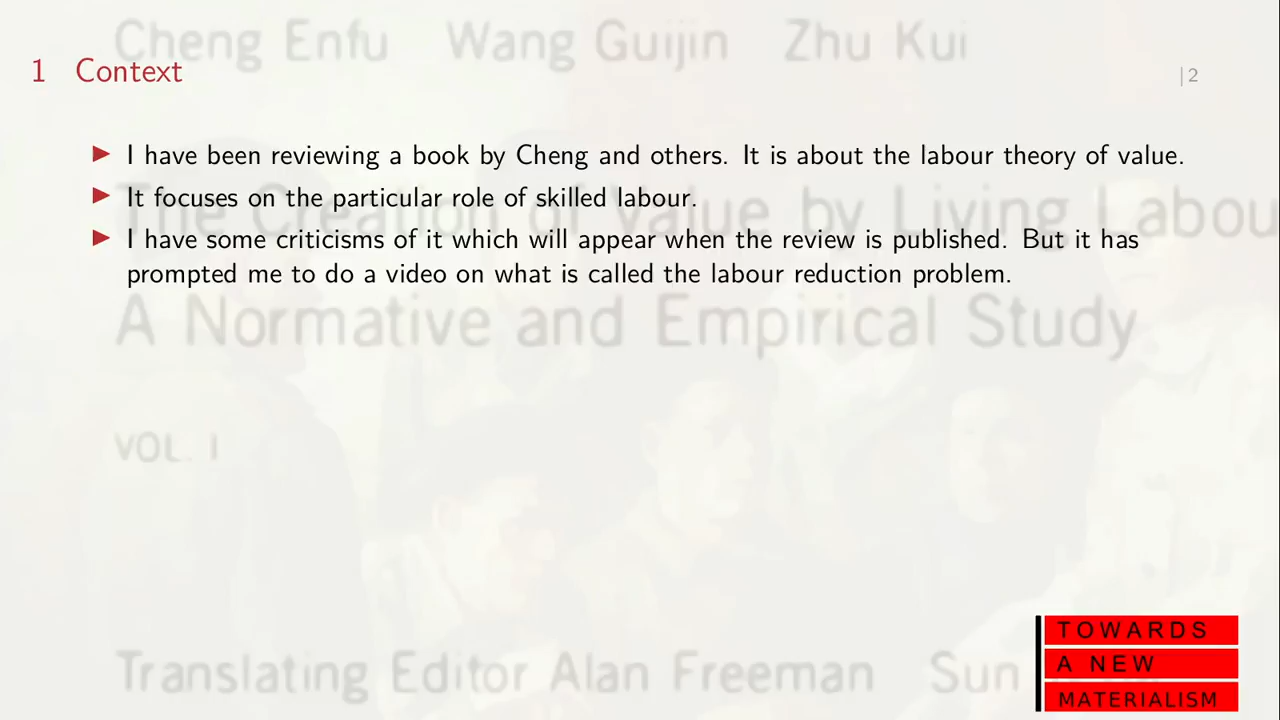 Cheng Enfu Wang Guijin Zhu Kui
1 Context
|2
▶ I have been reviewing a book by Cheng and others. It is about the labour theory of value.
▶ It focuses on the particular role of skilled labour.
The Creation of Value by Living Labou
▶ I have some criticisms of it which will appear when the review is published. But it has
prompted me to do a video on what is called the labour reduction problem.
A Normative and Empirical Study
VOL. I
Translating Editor Alan Freeman Sun
TOWARDS
A NEW
MATERIALISM